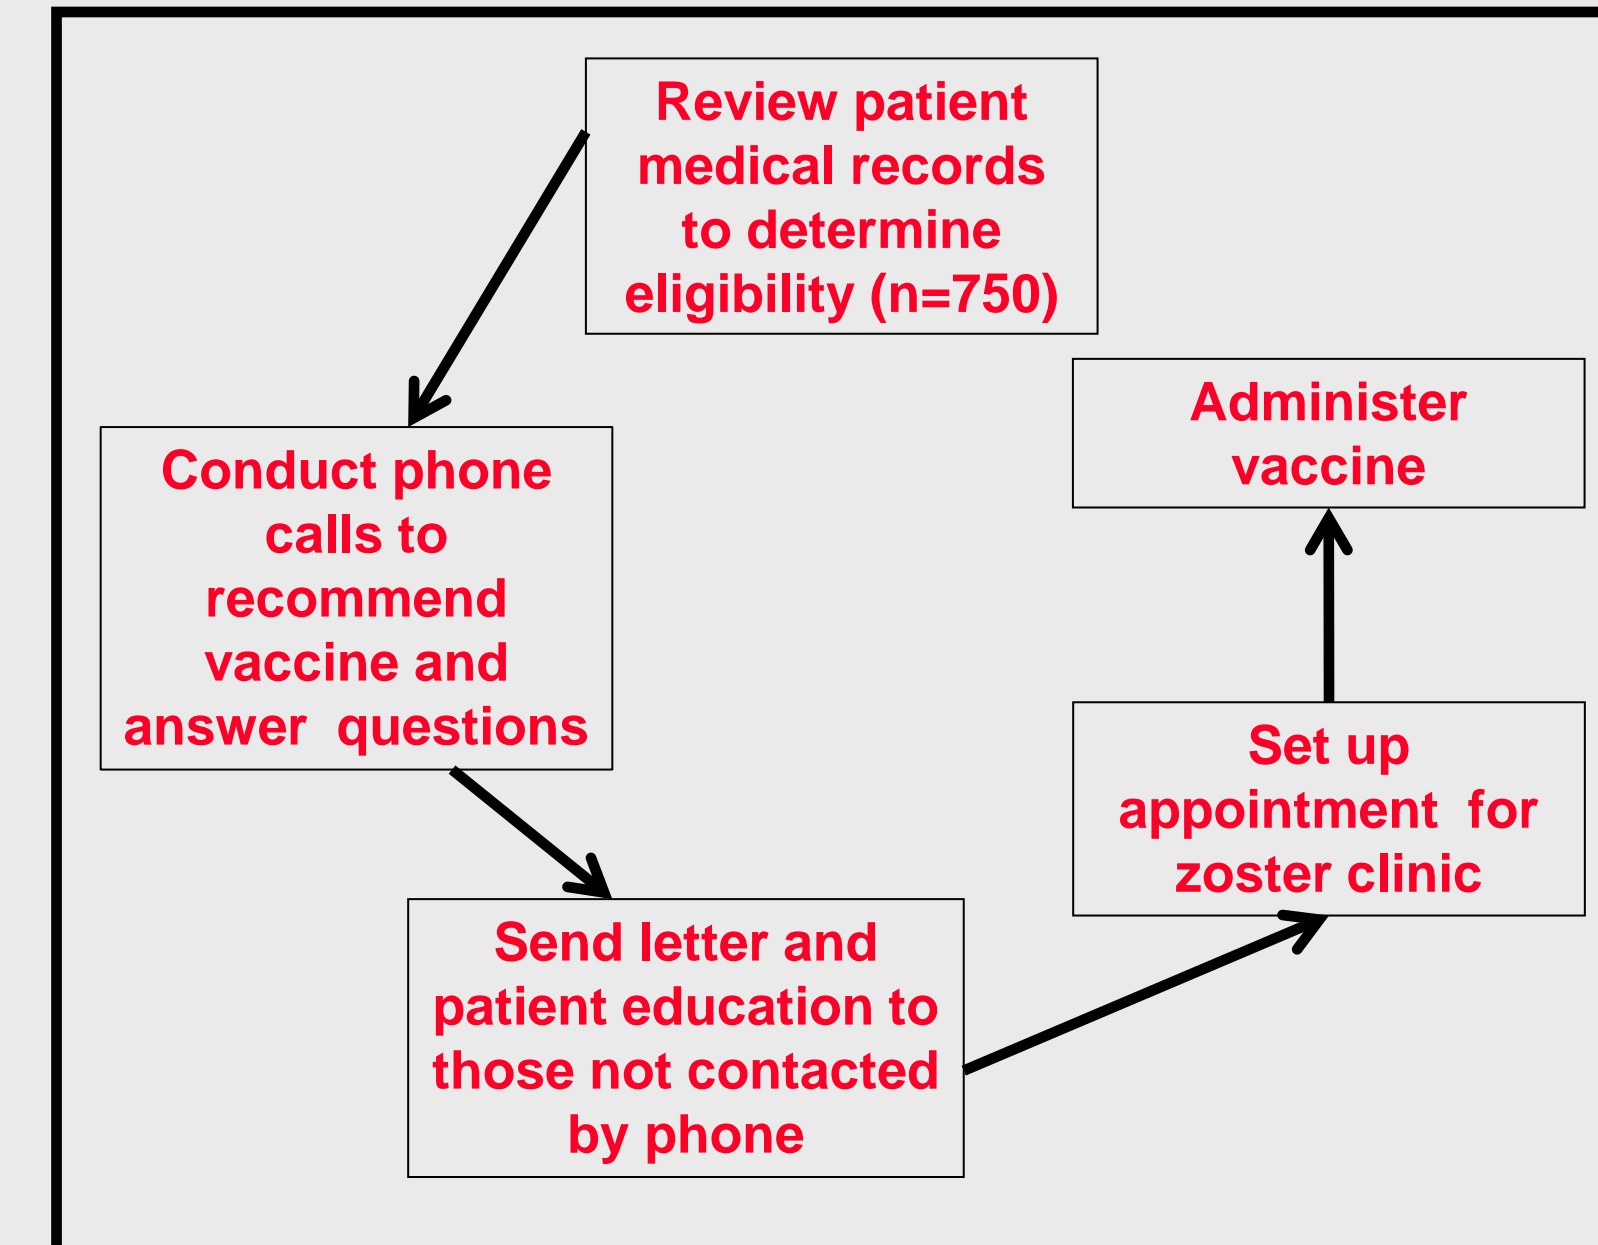 Review patient
medical records
to determine
eligibility (n=750)
Conduct phone
calls to
recommend
vaccine and
answer  questions
Send letter and
patient education to
those not contacted
by phone
Set up
appointment  for
zoster clinic
Administer
vaccine